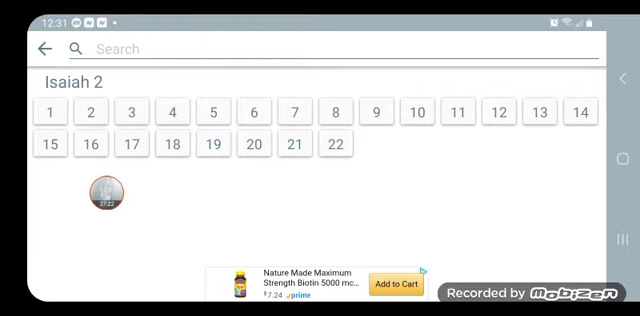 12:31
Search
Isaiah 2
1 2 3 4 5 6 7 8 9 10 11 12 13 14
15 16 17 18 19 20 21 22
27:22
Nature Made Maximum
Strength Biotin 5000 mc...
$7.24 prime
Add to Cart
Recorded by MOBIZEN